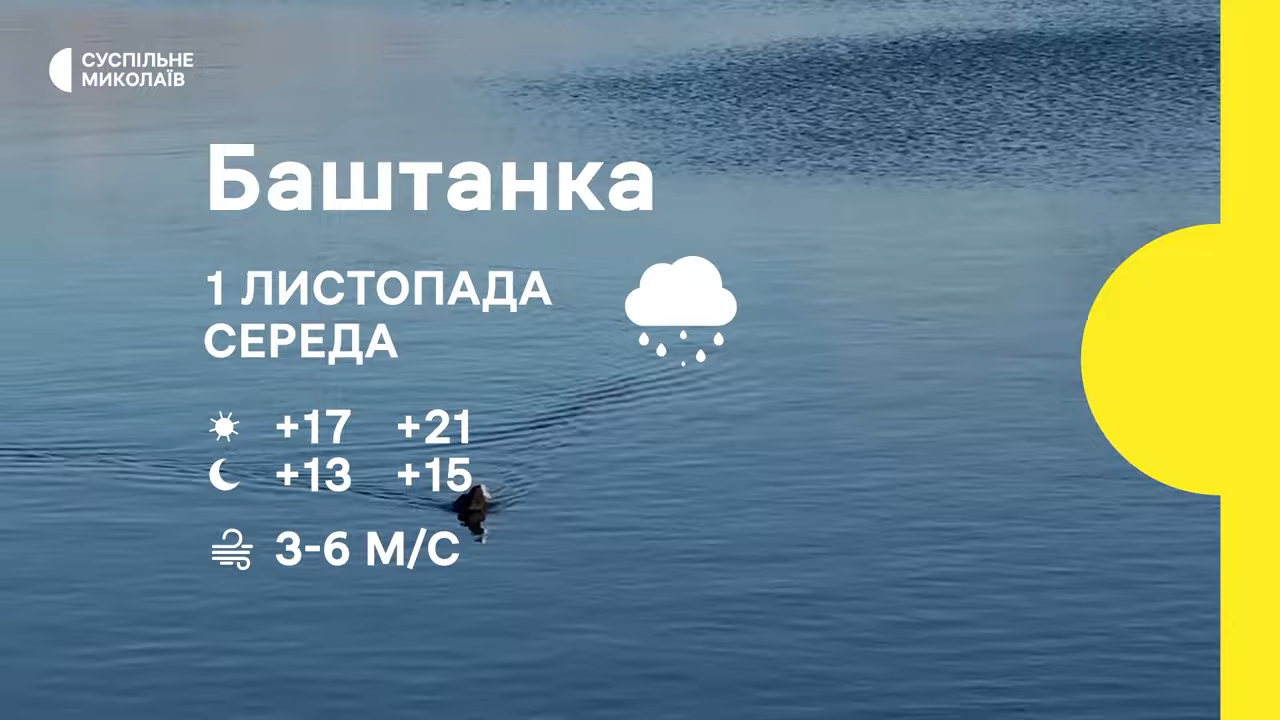 СУСПІЛЬНЕ
МИКОЛАЇВ
Баштанка
1 ЛИСТОПАДА
СЕРЕДА
+17 +21
+13 +15
3-6 М/С